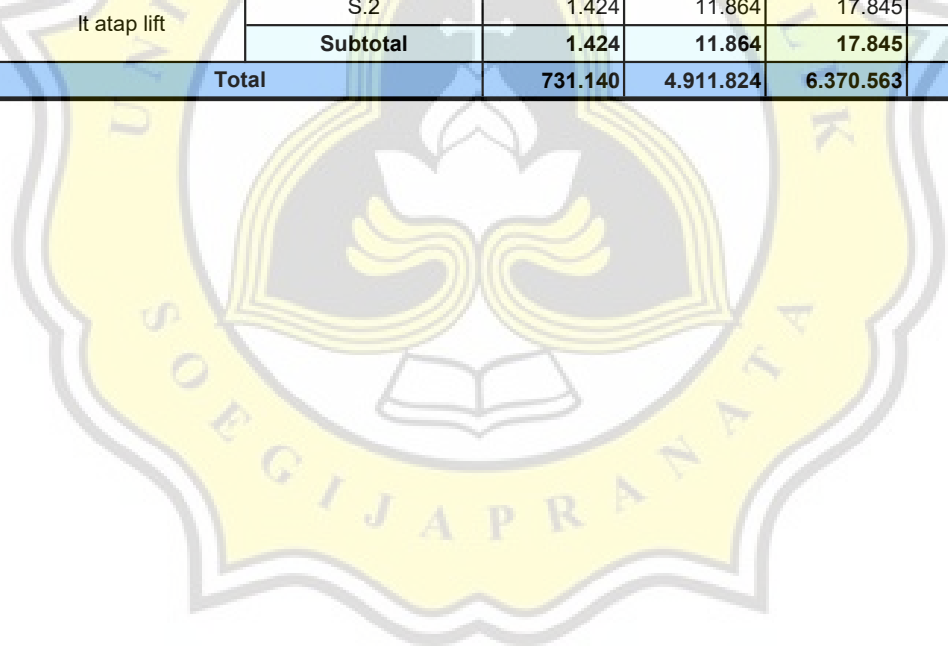 lt atap lift S.2 1.424 11.864 17.845
Subtotal 1.424 11.864 17.845
Total 731.140 4.911.824 6.370.563
SOEGIJAPRANATA